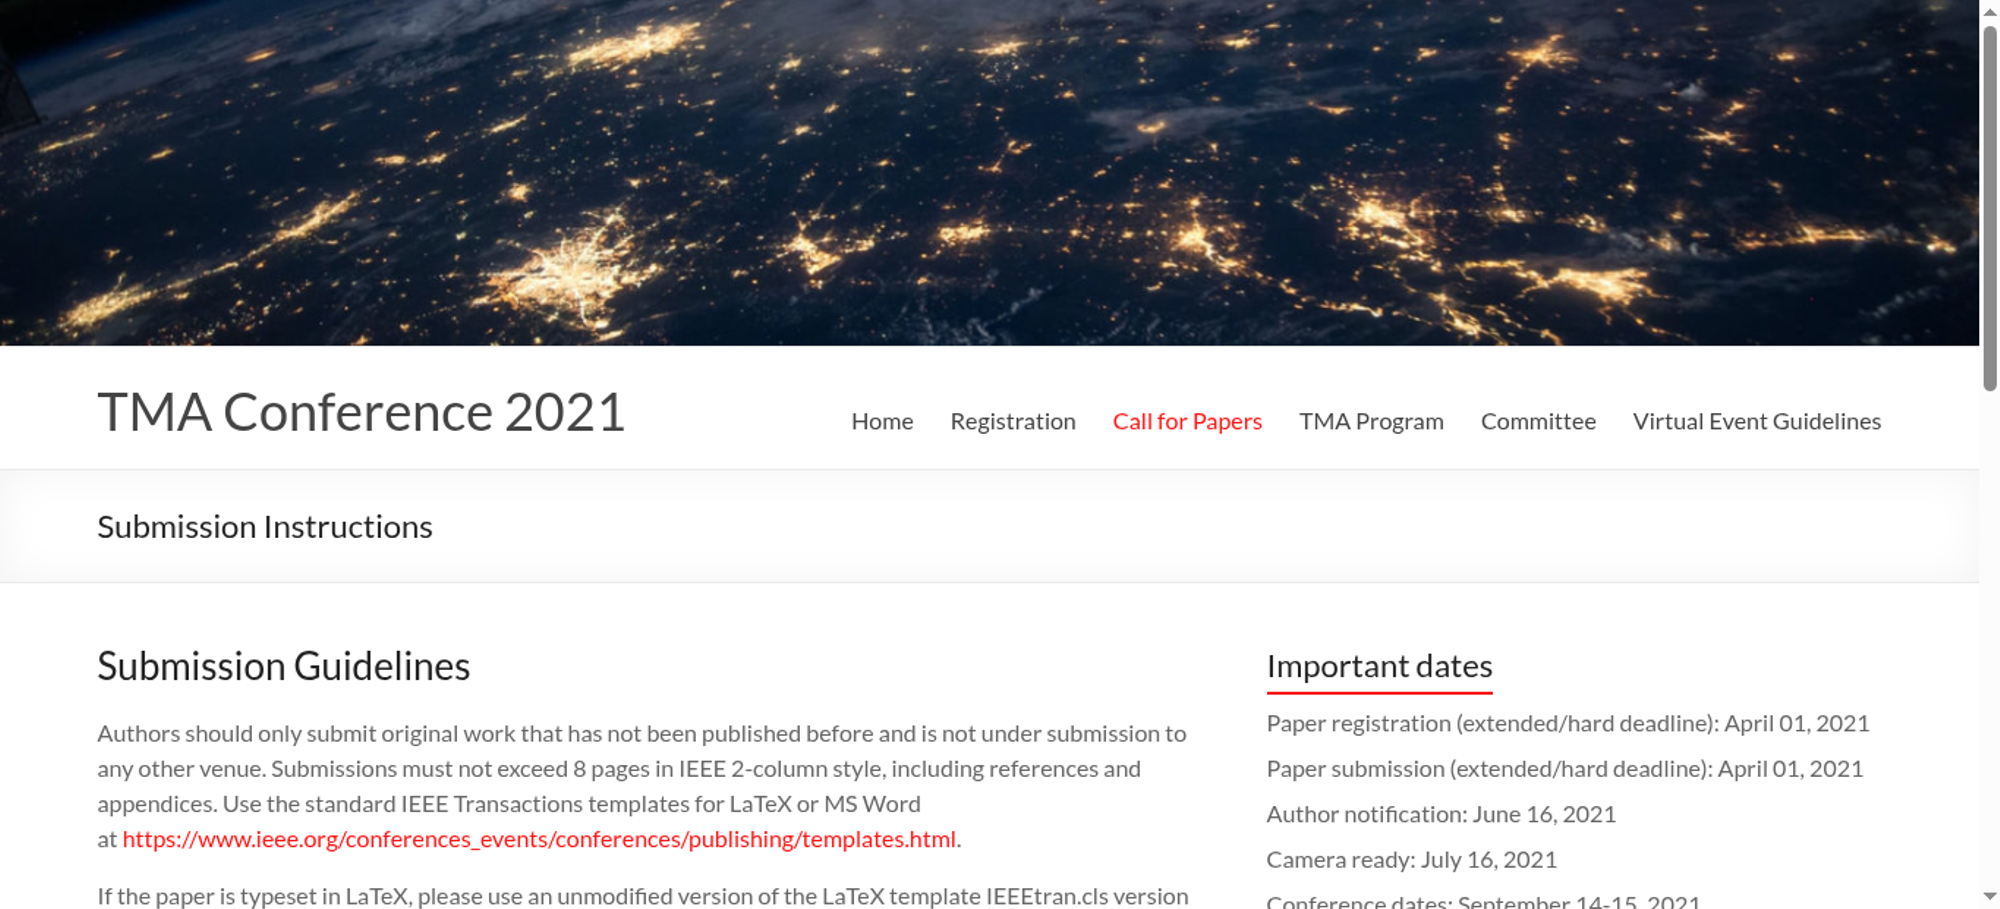 TMA Conference 2021
Home Registration Call for Papers TMA Program Committee Virtual Event Guidelines
Submission Instructions
Submission Guidelines
Authors should only submit original work that has not been published before and is not under submission to
any other venue. Submissions must not exceed 8 pages in IEEE 2-column style, including references and
appendices. Use the standard IEEE Transactions templates for LaTeX or MS Word
at https://www.ieee.org/conferences_events/conferences/publishing/templates.html.
If the paper is typeset in LaTeX, please use an unmodified version of the LaTeX template IEEEtran.cls version
Important dates
Paper registration (extended/hard deadline): April 01, 2021
Paper submission (extended/hard deadline): April 01, 2021
Author notification: June 16, 2021
Camera ready: July 16, 2021
Conference dates: September 14-15, 2021